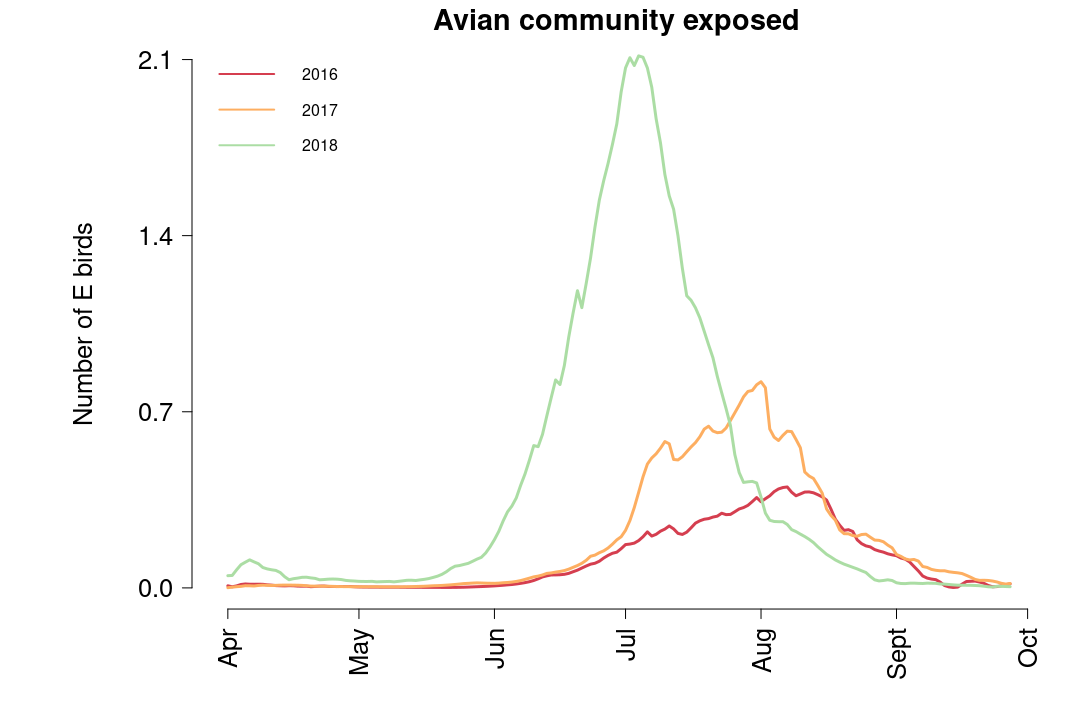 Avian community exposed
2.1
1.4
0.7
0.0
Number of E birds
2016
2017
2018
Apr
May
Jun
Jul
Aug
Sept
Oct